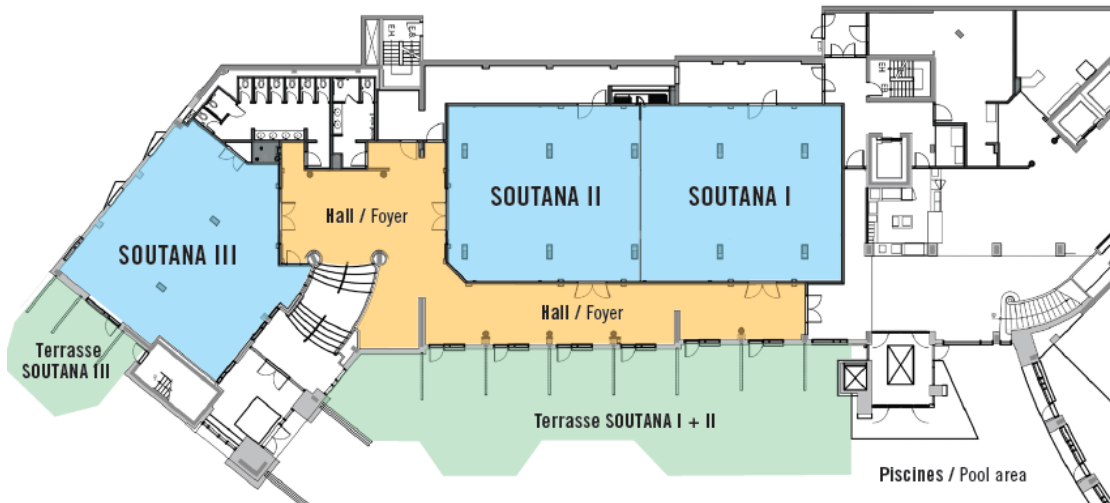 E.H.
E.B.
E.H.
E.B.
SOUTANA II
SOUTANA I
Hall / Foyer
SOUTANA III
Hall / Foyer
Terrasse
SOUTANA III
Terrasse SOUTANA I + II
Piscines / Pool area